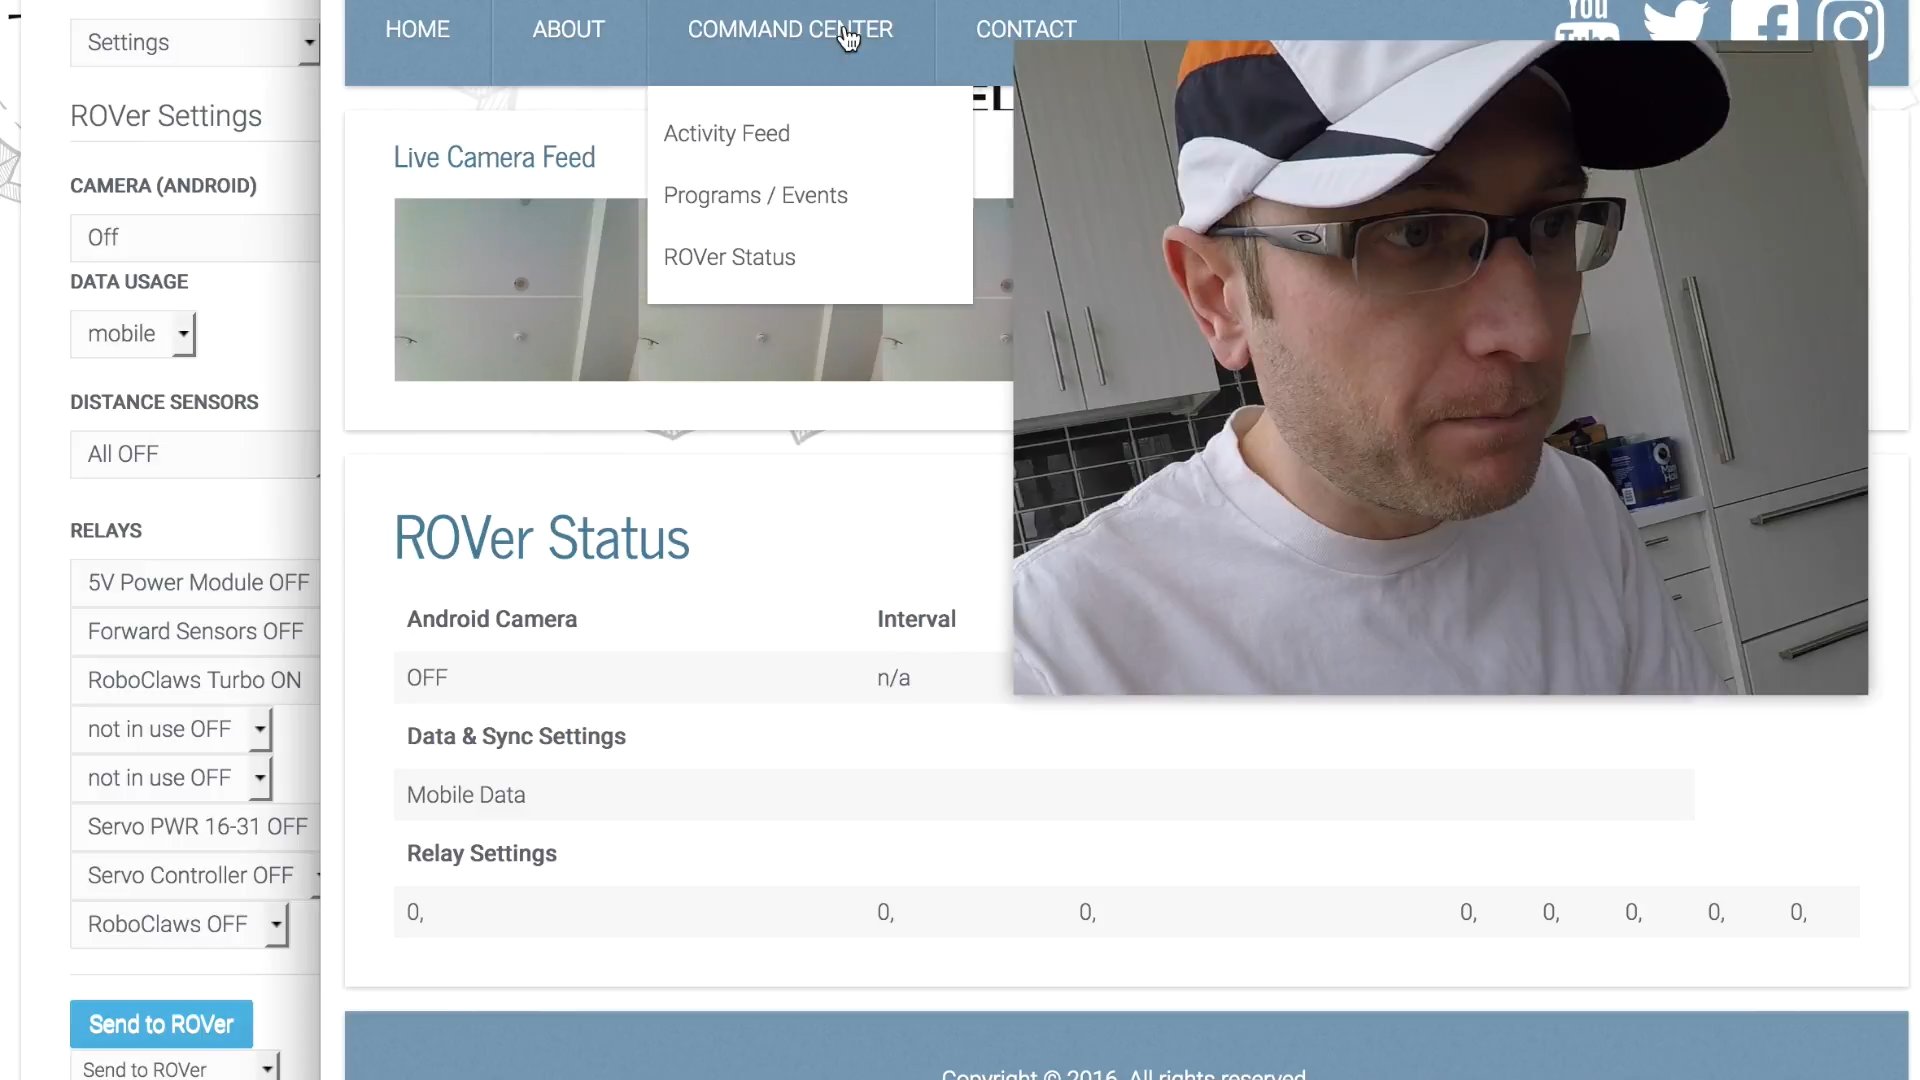 Settings
ROVer Settings
CAMERA (ANDROID)
Off
DATA USAGE
mobile
DISTANCE SENSORS
All OFF
RELAYS
5V Power Module OFF
Forward Sensors OFF
RoboClaws Turbo ON
not in use OFF
not in use OFF
Servo PWR 16-31 OFF
Servo Controller OFF
RoboClaws OFF
Send to ROVer
Send to ROVer
HOME ABOUT COMMAND CENTER CONTACT
You
Tube
Activity Feed
Programs / Events
ROVer Status
Live Camera Feed
ROVer Status
Android Camera Interval
OFF n/a
Data & Sync Settings
Mobile Data
Relay Settings
0, 0, 0, 0, 0, 0, 0, 0,
Copyright © 2016. All rights reserved